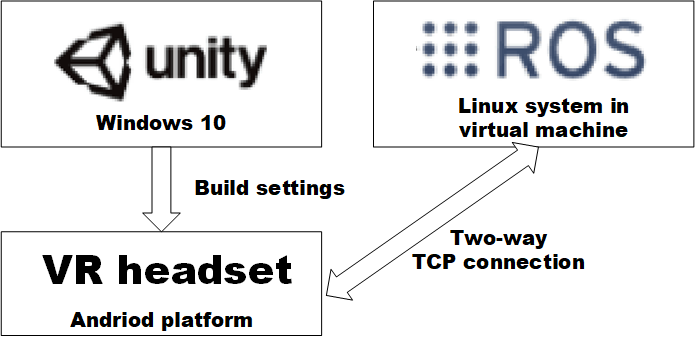 unity
Windows 10
ROS
Linux system in
virtual machine
Build settings
Two-way
TCP connection
VR headset
Andriod platform